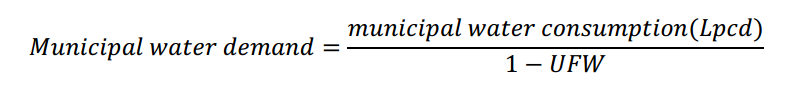 Municipal water demand = municipal water consumption(Lpcd)
1 − UFW